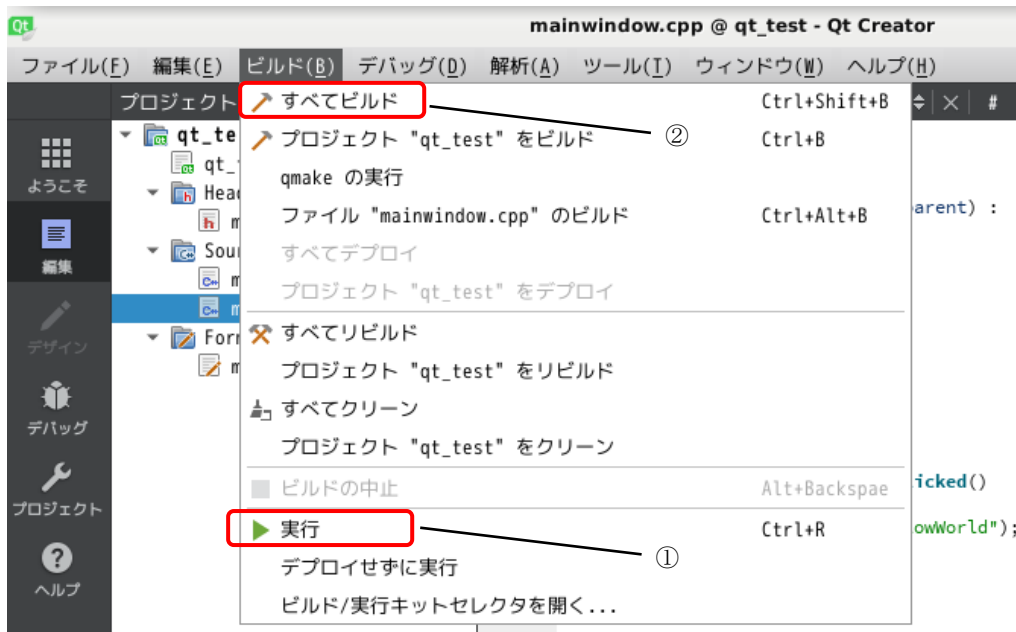 Qt mainwindow.cpp @ qt_test - Qt Creator
ファイル(F) 編集(E) ビルド(B) デバッグ(D) 解析(A) ツール(T) ウィンドウ(W) ヘルプ(H)
プロジェクト
#
ようこそ
編集
デザイン
デバッグ
プロジェクト
ヘルプ
qt_te
qt_
Head
m
Sour
m
m
Form
m
すべてビルド Ctrl+Shift+B
②
プロジェクト "qt_test" をビルド Ctrl+B
qmake の実行
ファイル "mainwindow.cpp" のビルド Ctrl+Alt+B
すべてデプロイ
プロジェクト "qt_test" をデプロイ
すべてリビルド
プロジェクト "qt_test" をリビルド
すべてクリーン
プロジェクト "qt_test" をクリーン
ビルドの中止 Alt+Backspae
実行 Ctrl+R
①
デプロイせずに実行
ビルド/実行キットセレクタを開く...
arent) :
icked()
owWorld");